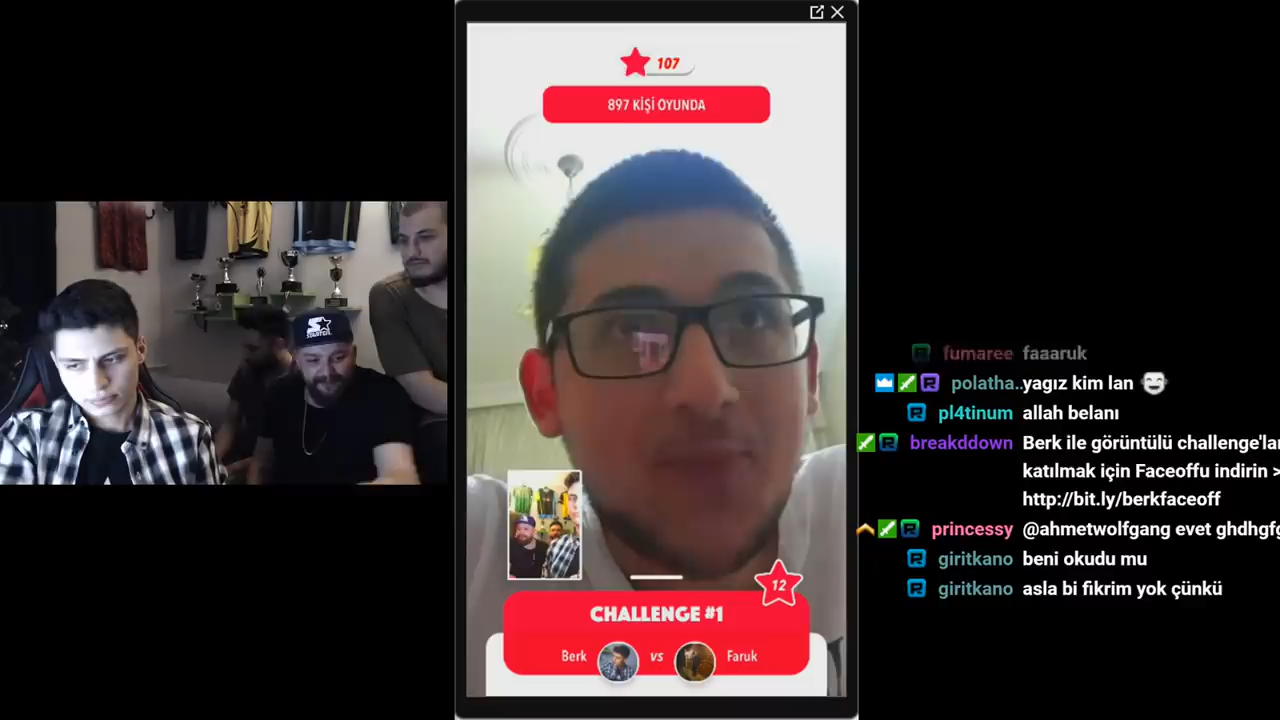 107
897 KİŞİ OYUNDA
12
CHALLENGE #1
Berk vs Faruk
fumaree faaaruk
polatha.. yagız kim lan
pl4tinum allah belanı
breakddown Berk ile görüntülü challenge'lar
katılmak için Faceoffu indirin >
http://bit.ly/berkfaceoff
princessy @ahmetwolfgang evet ghdhgfg
giritkano beni okudu mu
giritkano asla bi fikrim yok çünkü